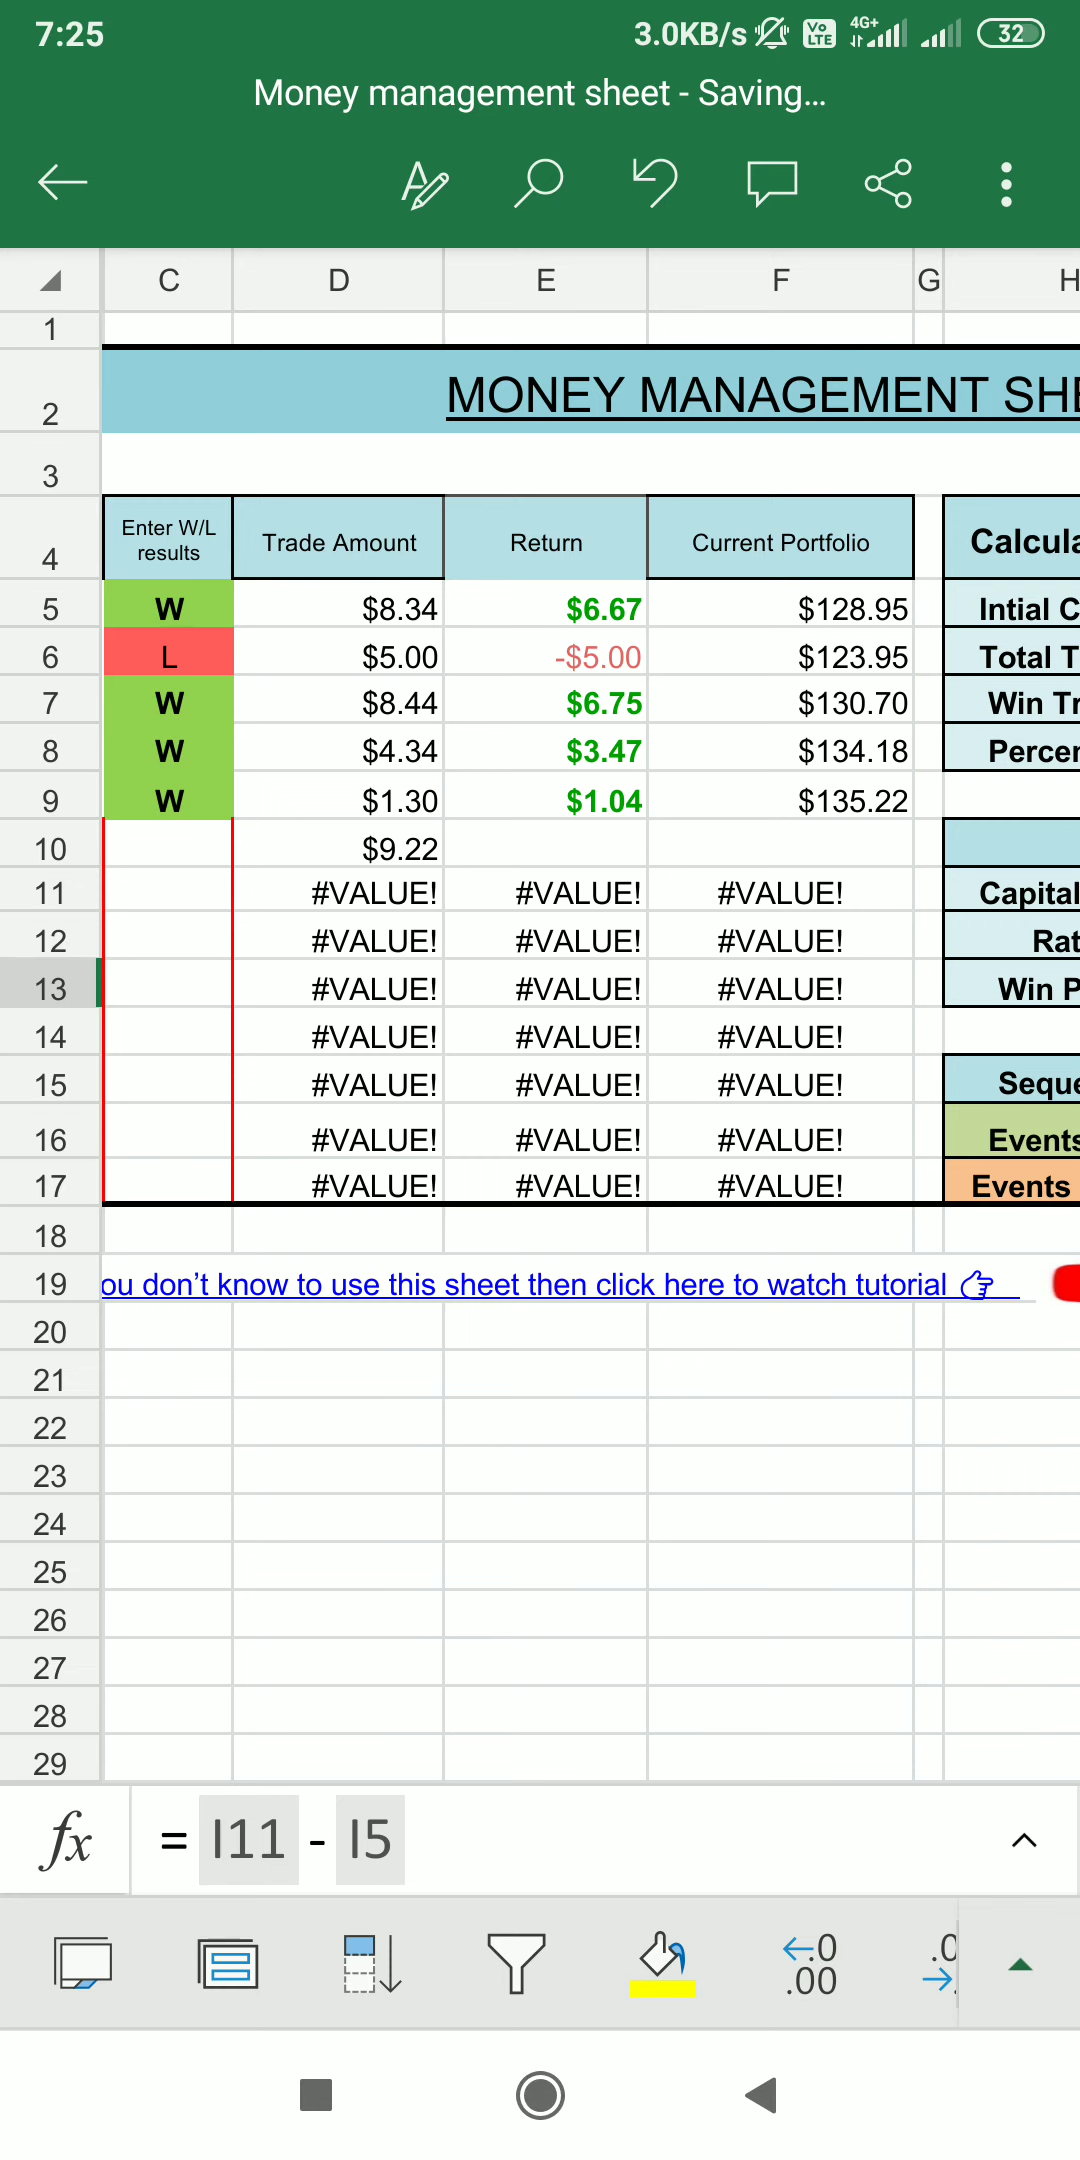 7:25 3.0KB/s Vo LTE 4G+ 32
Money management sheet - Saving...
C D E F G H
1
2 MONEY MANAGEMENT SHE
3
4 Enter W/L results Trade Amount Return Current Portfolio Calcula
5 W $8.34 $6.67 $128.95 Intial C
6 L $5.00 -$5.00 $123.95 Total T
7 W $8.44 $6.75 $130.70 Win Tr
8 W $4.34 $3.47 $134.18 Percen
9 W $1.30 $1.04 $135.22
10 $9.22
11 #VALUE! #VALUE! #VALUE! Capital
12 #VALUE! #VALUE! #VALUE! Rat
13 #VALUE! #VALUE! #VALUE! Win P
14 #VALUE! #VALUE! #VALUE!
15 #VALUE! #VALUE! #VALUE! Seque
16 #VALUE! #VALUE! #VALUE! Events
17 #VALUE! #VALUE! #VALUE! Events
18
19 ou don't know to use this sheet then click here to watch tutorial
20
21
22
23
24
25
26
27
28
29
fx = I11 - I5
.0 .00 .0